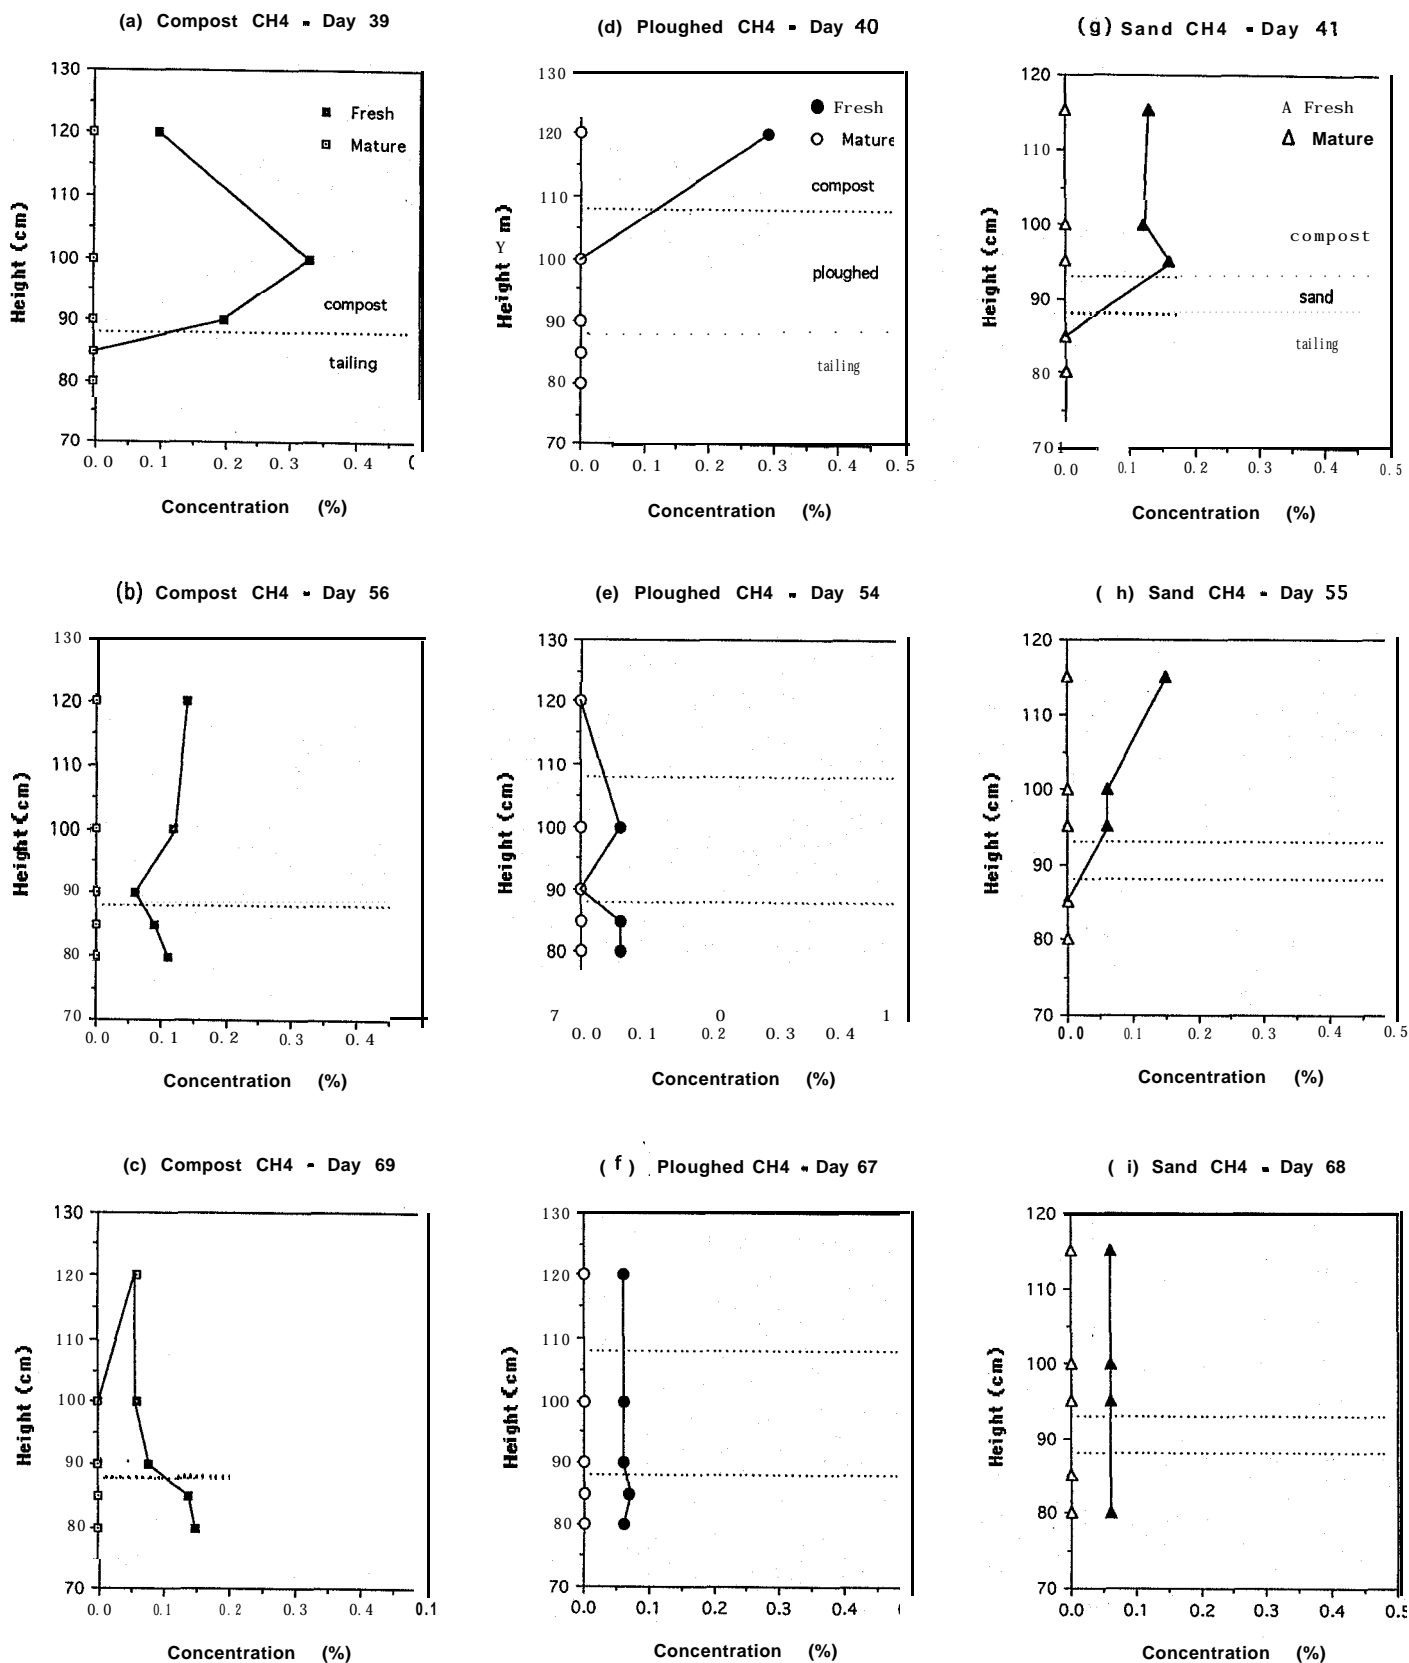 (a) Compost CH4 - Day 39
130
120
110
100
90
80
70
Height (cm)
Fresh
Mature
compost
tailing
0.0 0.1 0.2 0.3
Concentration (%)
(d) Ploughed CH4 - Day 40
130
120
110
100
90
80
70
Height Y m)
Fresh
Mature
compost
ploughed
tailing
0.0 0.1 0.2 0.3 0.4 0.5
Concentration (%)
(g) Sand CH4 - Day 41
120
110
100
90
80
70
Height (cm)
A Fresh
Mature
compost
sand
tailing
0.0 0.1 0.2 0.3 0.4 0.5
Concentration (%)
(b) Compost CH4 - Day 56
130
120
110
100
90
80
70
Height (cm)
0.0 0.1 0.2 0.3 0.4
Concentration (%)
(e) Ploughed CH4 - Day 54
130
120
110
100
90
80
7 0 1
Height (cm)
0.0 0.1 0.2 0.3 0.4
Concentration (%)
( h) Sand CH4 - Day 55
120
110
100
90
80
70
Height (cm)
0.0 0.1 0.2 0.3 0.4 0.5
Concentration (%)
(c) Compost CH4 - Day 69
130
120
110
100
90
80
70
Height (cm)
0.0 0.1 0.2 0.3 0.4 0.1
Concentration (%)
( f ) Ploughed CH4 - Day 67
130
120
110
100
90
80
70
Height (cm)
0.0 0.1 0.2 0.3 0.4
Concentration (%)
( i) Sand CH4 - Day 68
120
110
100
90
80
70
Height (cm)
0.0 0.1 0.2 0.3 0.4 0.5
Concentration (%)